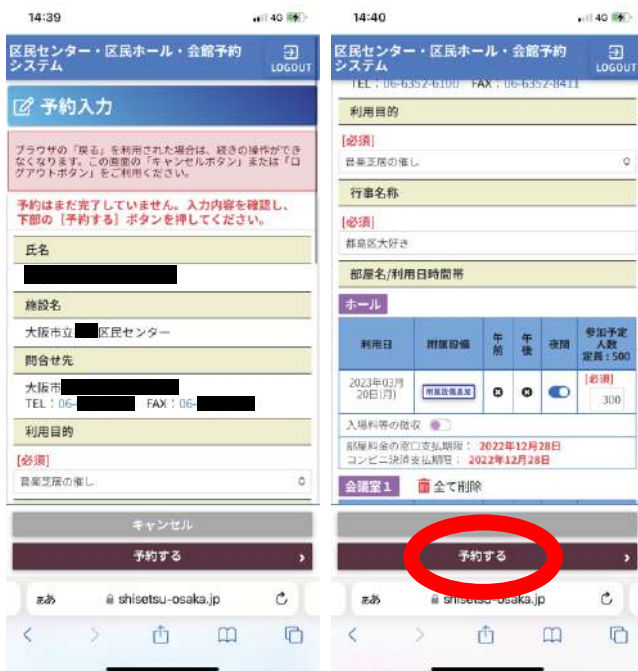 14:39
4G
区民センター・区民ホール・会館予約
システム
LOGOUT
予約入力
ブラウザの「戻る」を利用された場合は、続きの操作ができ
なくなります。この画面の「キャンセルボタン」または「ロ
グアウトボタン」をご利用ください。
予約はまだ完了していません。入力内容を確認し、
下部の［予約する］ボタンを押してください。
氏名
施設名
大阪市立 区民センター
問合せ先
大阪市
TEL：06- FAX：06-
利用目的
[必須]
音楽芝居の催し
キャンセル
予約する
ぁあ
shisetsu-osaka.jp
14:40
4G
区民センター・区民ホール・会館予約
システム
LOGOUT
TEL：06-6352-6100 FAX：06-6352-8411
利用目的
[必須]
音楽芝居の催し
行事名称
[必須]
都島区大好き
部屋名/利用日時間帯
ホール
利用日 附属設備 午前 午後 夜間 参加予定人数 定員：500
2023年03月
20日(月)
附属設備追加
[必須]
300
入場料等の徴収
部屋料金の窓口支払期限： 2022年12月28日
コンビニ決済支払期限： 2022年12月28日
会議室1 全て削除
予約する
ぁあ
shisetsu-osaka.jp